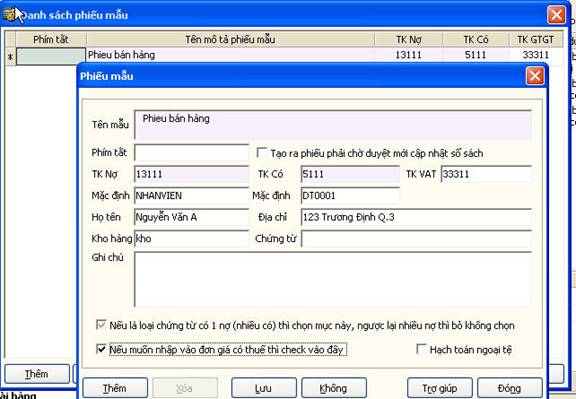 Danh sách phiếu mẫu
Phím tắt Tên mô tả phiếu mẫu TK Nợ TK Có TK GTGT
* Phieu bán hàng 13111 5111 33311
Phiếu mẫu
Tên mẫu Phieu bán hàng
Phím tắt Tạo ra phiếu phải chờ duyệt mới cập nhật sổ sách
TK Nợ 13111 TK Có 5111 TK VAT 33311
Mặc định NHANVIEN Mặc định DT0001
Họ tên Nguyễn Văn A Địa chỉ 123 Trương Định Q.3
Kho hàng kho Chứng từ
Ghi chú
Nếu là loại chứng từ có 1 nợ (nhiều có) thì chọn mục này, ngược lại nhiều nợ thì bỏ không chọn
Nếu muốn nhập vào đơn giá có thuế thì check vào đây Hạch toán ngoại tệ
Thêm
Thêm Xóa Lưu Không Trợ giúp Đóng